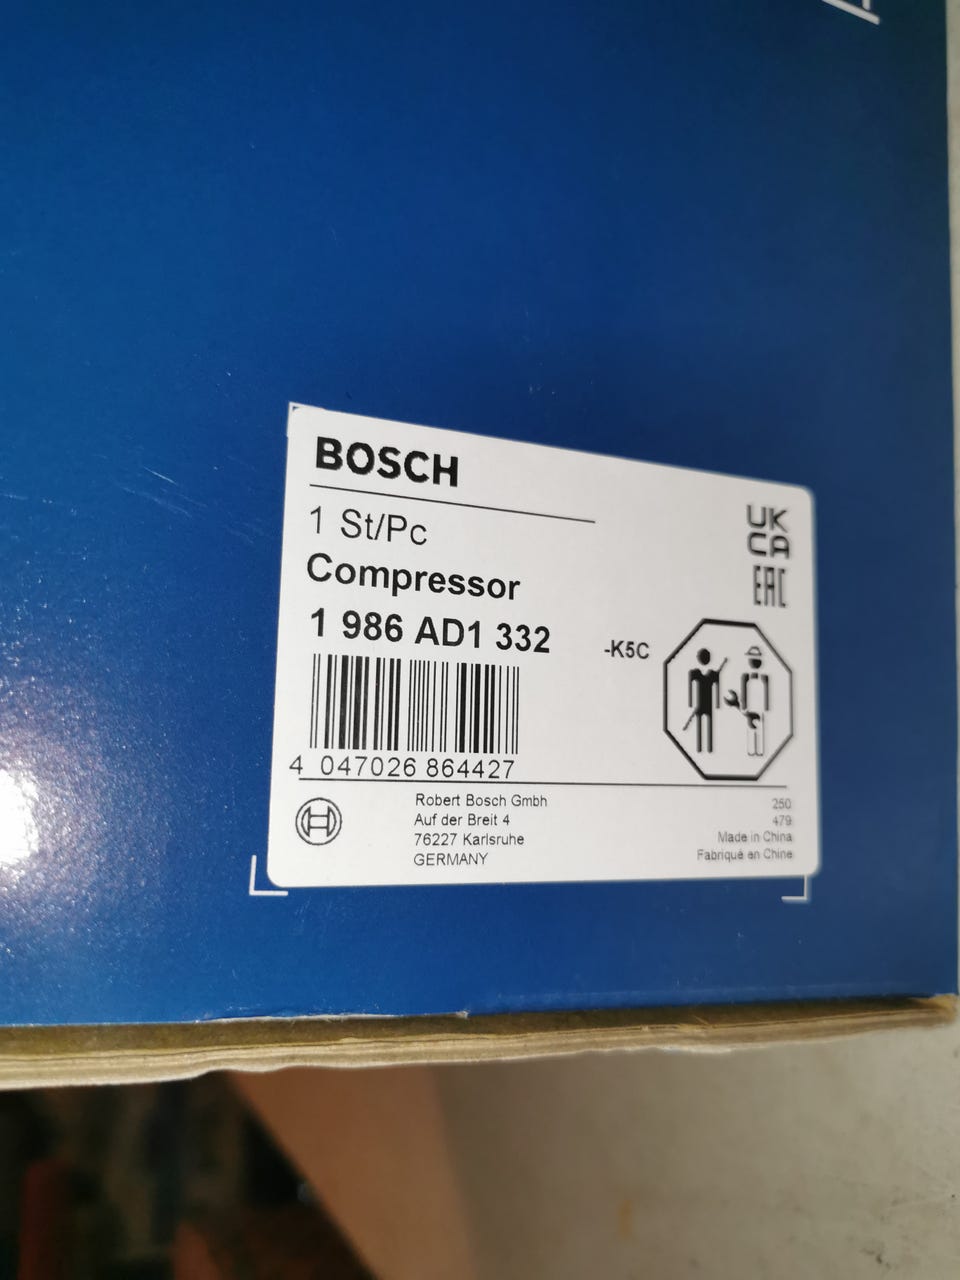 BOSCH
1 St/Pc
Compressor
1 986 AD1 332
-K5C
UK
CA
EAC
4 047026 864427
Robert Bosch Gmbh
Auf der Breit 4
76227 Karlsruhe
GERMANY
250
479
Made in China
Fabriqué en Chine